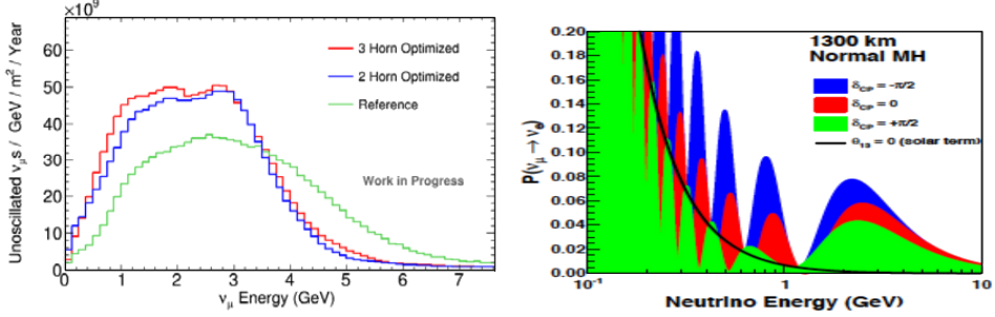 ×10⁹
Unoscillated νμs / GeV / m² / Year
60
50
40
30
20
10
0
3 Horn Optimized
2 Horn Optimized
Reference
Work in Progress
0 1 2 3 4 5 6 7
νμ Energy (GeV)
P(νμ → νe)
0.20
0.18
0.16
0.14
0.12
0.10
0.08
0.06
0.04
0.02
0.00
1300 km
Normal MH
δCP = -π/2
δCP = 0
δCP = +π/2
θ13 = 0 (solar term)
10⁻¹ 1 10
Neutrino Energy (GeV)